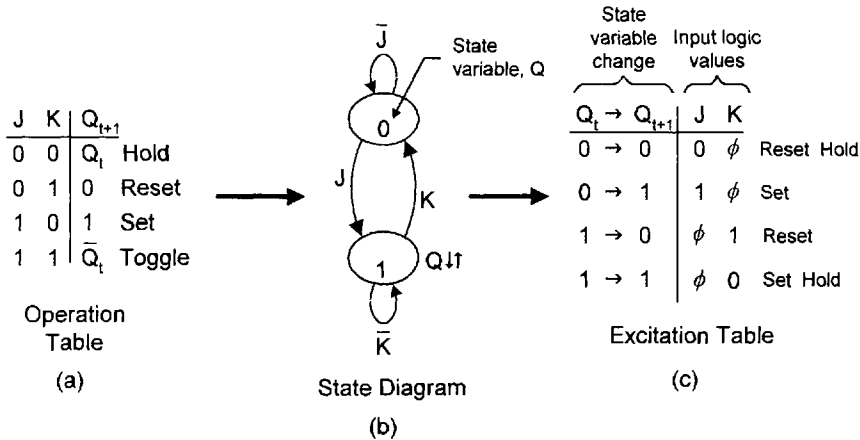 J K Q_{t+1}
0 0 Q_t Hold
0 1 0 Reset
1 0 1 Set
1 1 Q̅_t Toggle
Operation
Table
(a)
J̅
State
variable, Q
0
J
K
1
Q↓↑
K̅
State Diagram
(b)
State
variable
change
Input logic
values
Q_t → Q_{t+1} J K
0 → 0 0 ϕ Reset Hold
0 → 1 1 ϕ Set
1 → 0 ϕ 1 Reset
1 → 1 ϕ 0 Set Hold
Excitation Table
(c)